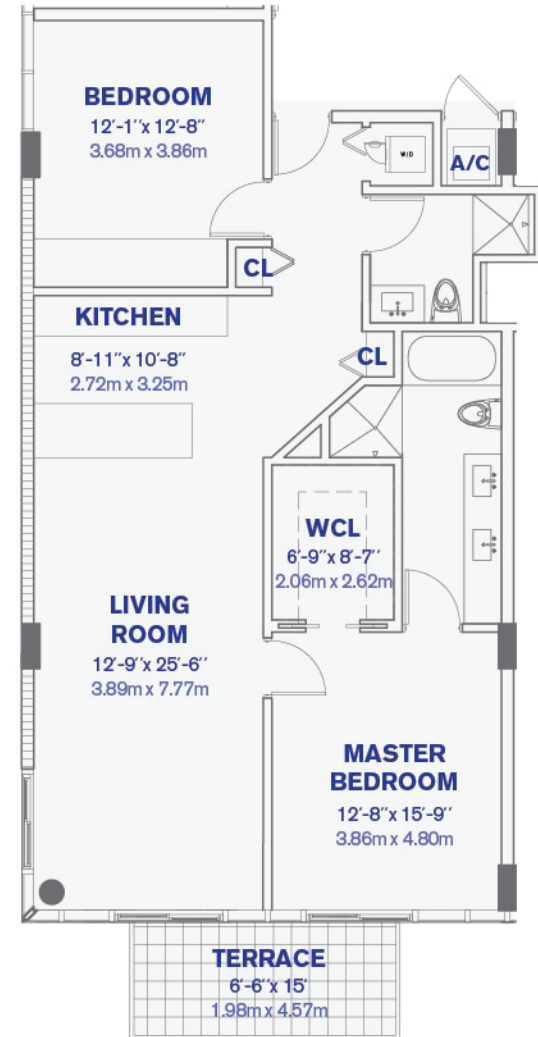 BEDROOM
12'-1"x 12'-8"
3.68m x 3.86m
W/D
A/C
CL
KITCHEN
8'-11"x 10'-8"
2.72m x 3.25m
CL
WCL
6'-9"x 8'-7"
2.06m x 2.62m
LIVING
ROOM
12'-9"x 25'-6"
3.89m x 7.77m
MASTER
BEDROOM
12'-8"x 15'-9"
3.86m x 4.80m
TERRACE
6'-6"x 15'
1.98m x 4.57m